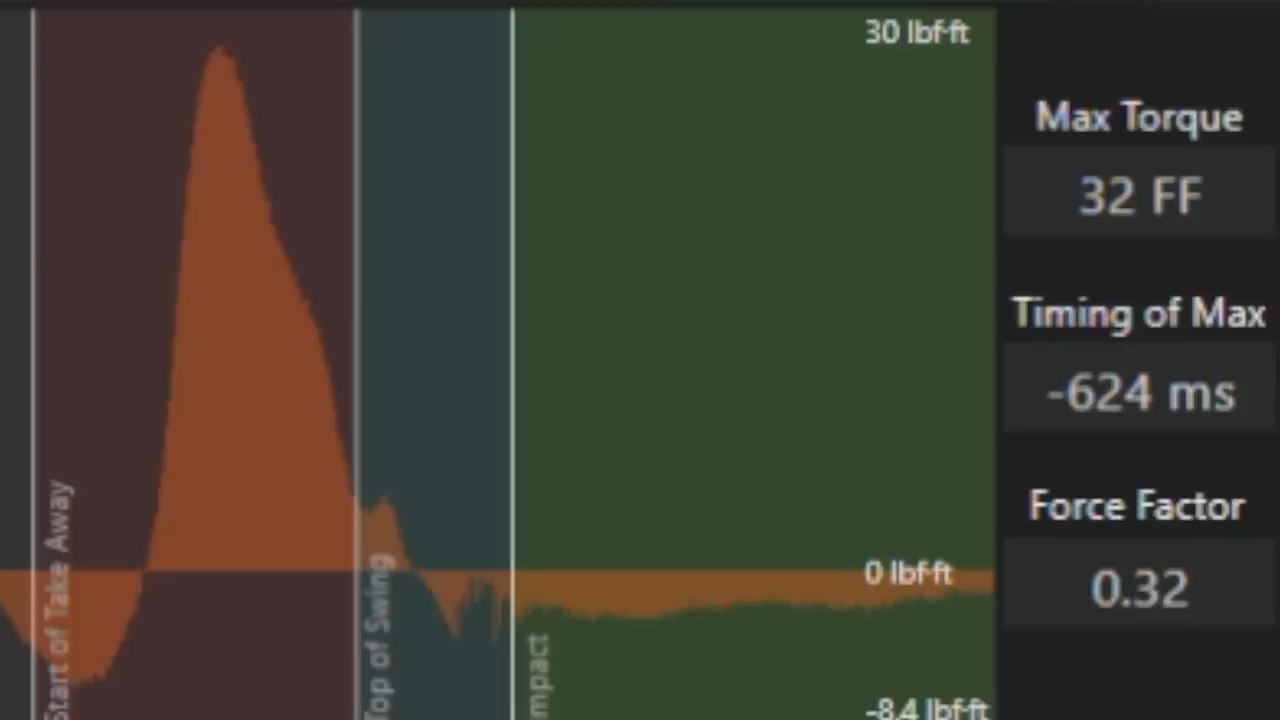 30 lbf·ft
Max Torque
32 FF
Timing of Max
-624 ms
Force Factor
0 lbf·ft
0.32
Start of Take Away
Top of Swing
mpact
-8.4 lbf·ft